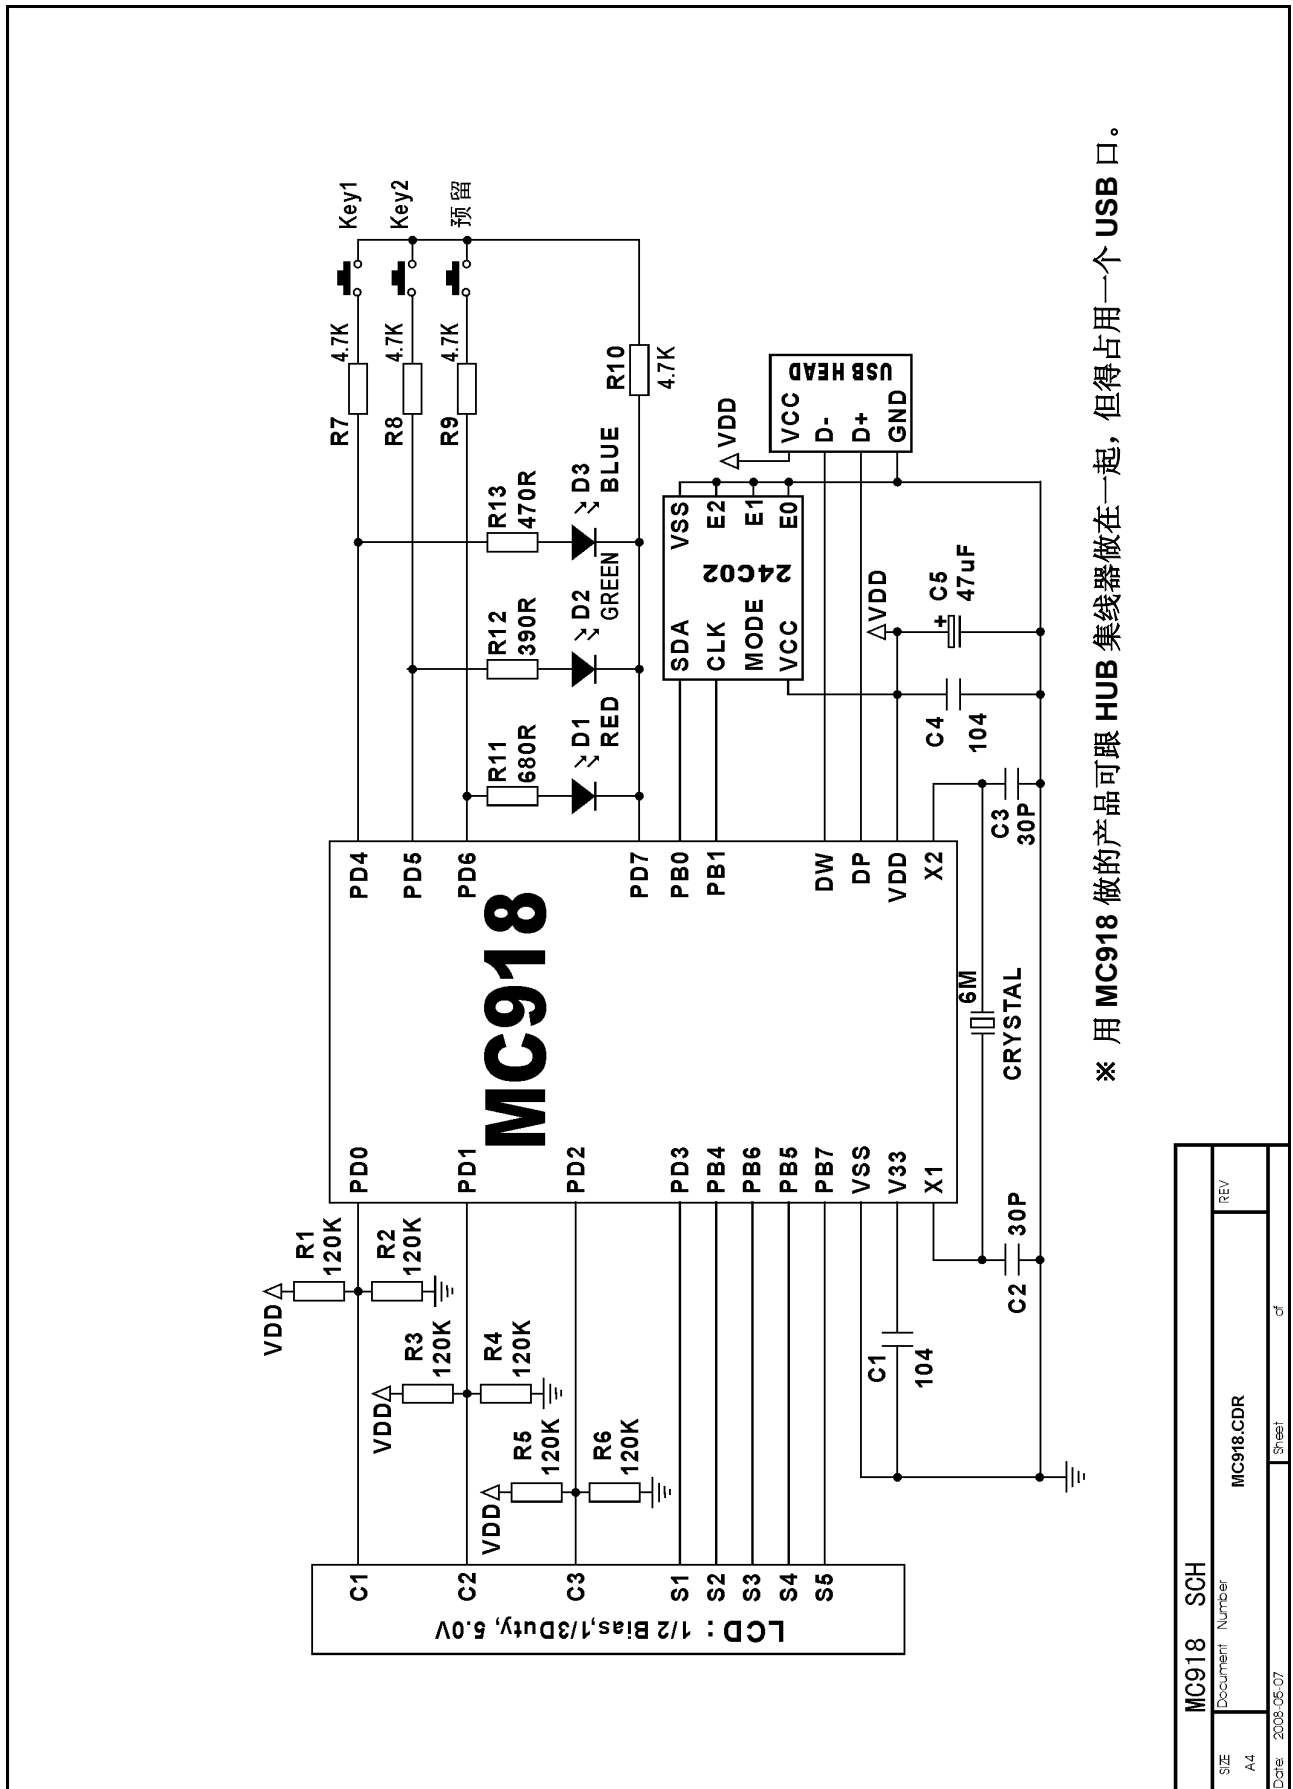 LCD : 1/2 Bias,1/3Duty, 5.0V
C1
C2
C3
S1
S2
S3
S4
S5
VDD
R1
120K
R2
120K
VDD
R3
120K
R4
120K
VDD
R5
120K
R6
120K
MC918
PD0
PD1
PD2
PD3
PB4
PB6
PB5
PB7
VSS
V33
X1
PD4
PD5
PD6
PD7
PB0
PB1
DW
DP
VDD
X2
C1
104
C2
30P
6M
CRYSTAL
C3
30P
C4
104
VDD
C5
47uF
R11
680R
D1
RED
R12
390R
D2
GREEN
R13
470R
D3
BLUE
R7
4.7K
Key1
R8
4.7K
Key2
R9
4.7K
预留
R10
4.7K
24C02
SDA
CLK
MODE
VCC
VSS
E2
E1
E0
VDD
USB HEAD
VCC
D-
D+
GND
※ 用 MC918 做的产品可跟 HUB 集线器做在一起，但得占用一个 USB 口。
MC918 SCH
SIZE
A4
Document Number
MC918.CDR
REV
Date: 2008-05-07
Sheet of